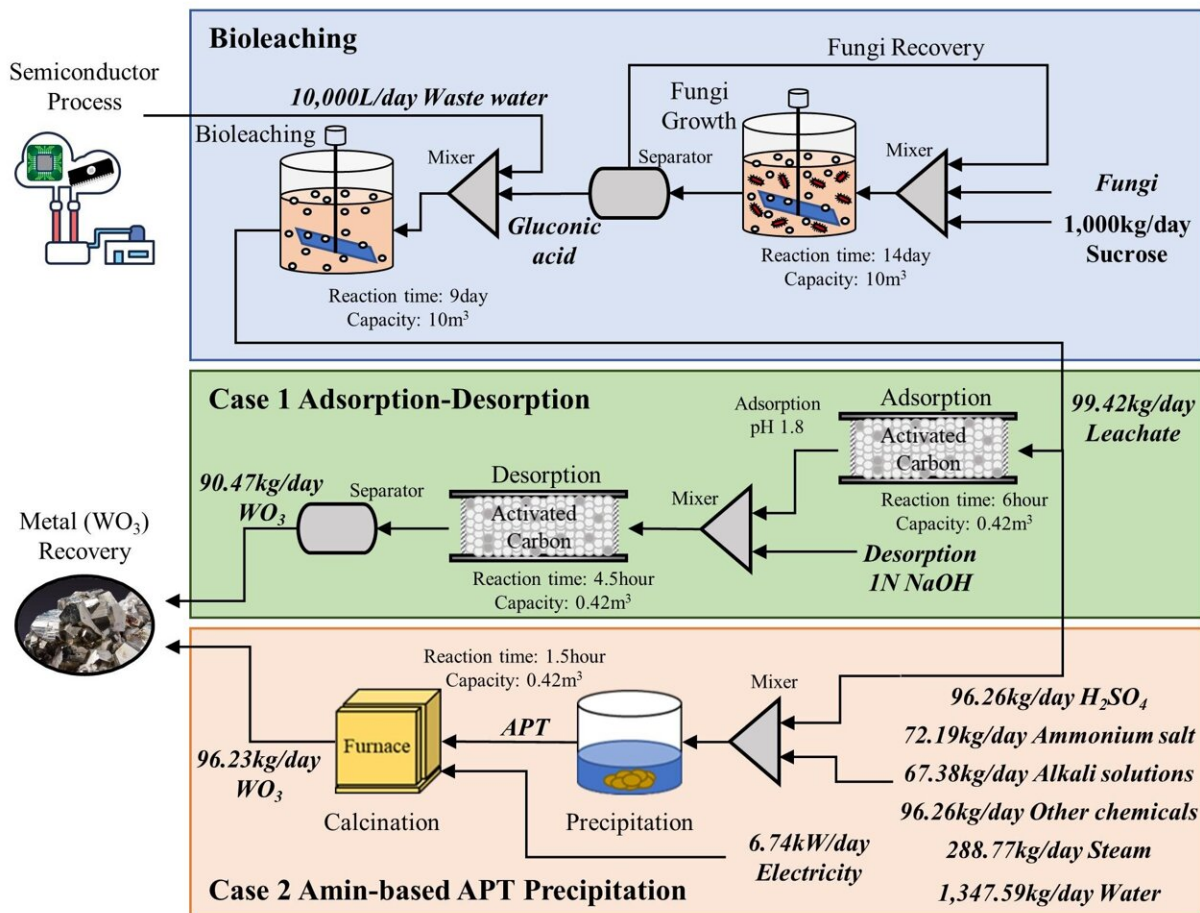 Bioleaching
Semiconductor
Process
10,000L/day Waste water
Bioleaching
Mixer
Gluconic
acid
Reaction time: 9day
Capacity: 10m³
Fungi Recovery
Fungi
Growth
Separator
Mixer
Reaction time: 14day
Capacity: 10m³
Fungi
1,000kg/day
Sucrose
Case 1 Adsorption-Desorption
99.42kg/day
Leachate
Adsorption
Activated
Carbon
Adsorption
pH 1.8
Reaction time: 6hour
Capacity: 0.42m³
Mixer
Desorption
1N NaOH
Desorption
Activated
Carbon
Reaction time: 4.5hour
Capacity: 0.42m³
Separator
90.47kg/day
WO₃
Metal (WO₃)
Recovery
Reaction time: 1.5hour
Capacity: 0.42m³
Mixer
96.26kg/day H₂SO₄
72.19kg/day Ammonium salt
67.38kg/day Alkali solutions
96.26kg/day Other chemicals
288.77kg/day Steam
1,347.59kg/day Water
APT
Furnace
96.23kg/day
WO₃
Calcination
Precipitation
6.74kW/day
Electricity
Case 2 Amin-based APT Precipitation